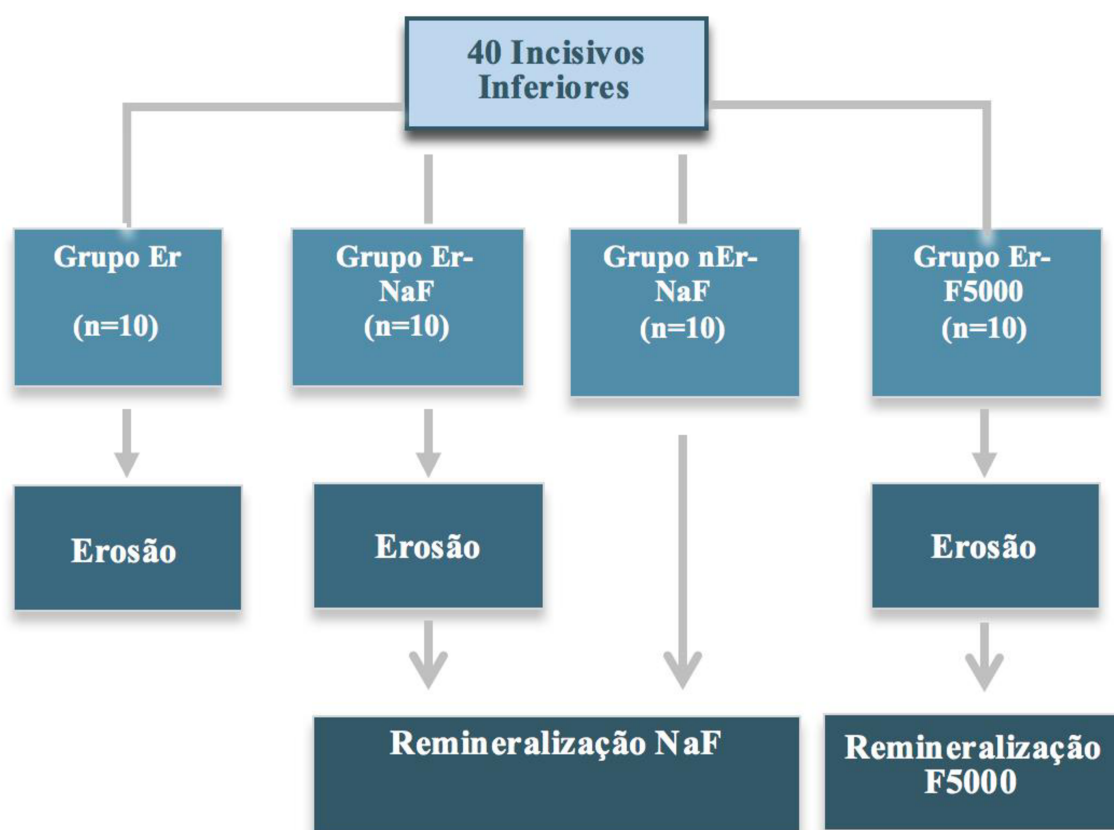 40 Incisivos
Inferiores
Grupo Er
(n=10)
Grupo Er-
NaF
(n=10)
Grupo nEr-
NaF
(n=10)
Grupo Er-
F5000
(n=10)
Erosão
Erosão
Erosão
Remineralização NaF
Remineralização
F5000